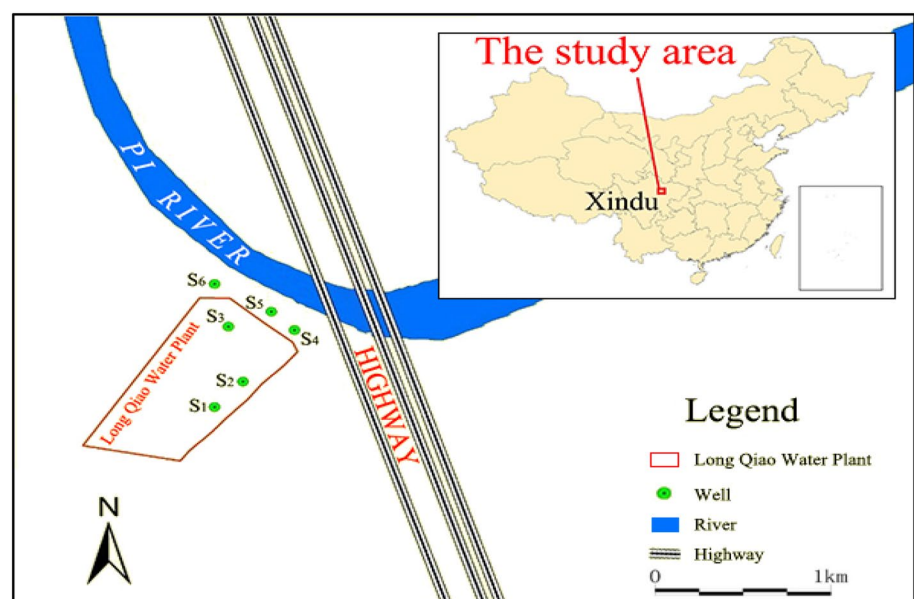 The study area
Xindu
PI RIVER
S6
S5
S3
S4
S2
S1
Long Qiao Water Plant
HIGHWAY
N
Legend
Long Qiao Water Plant
Well
River
Highway
0 1km